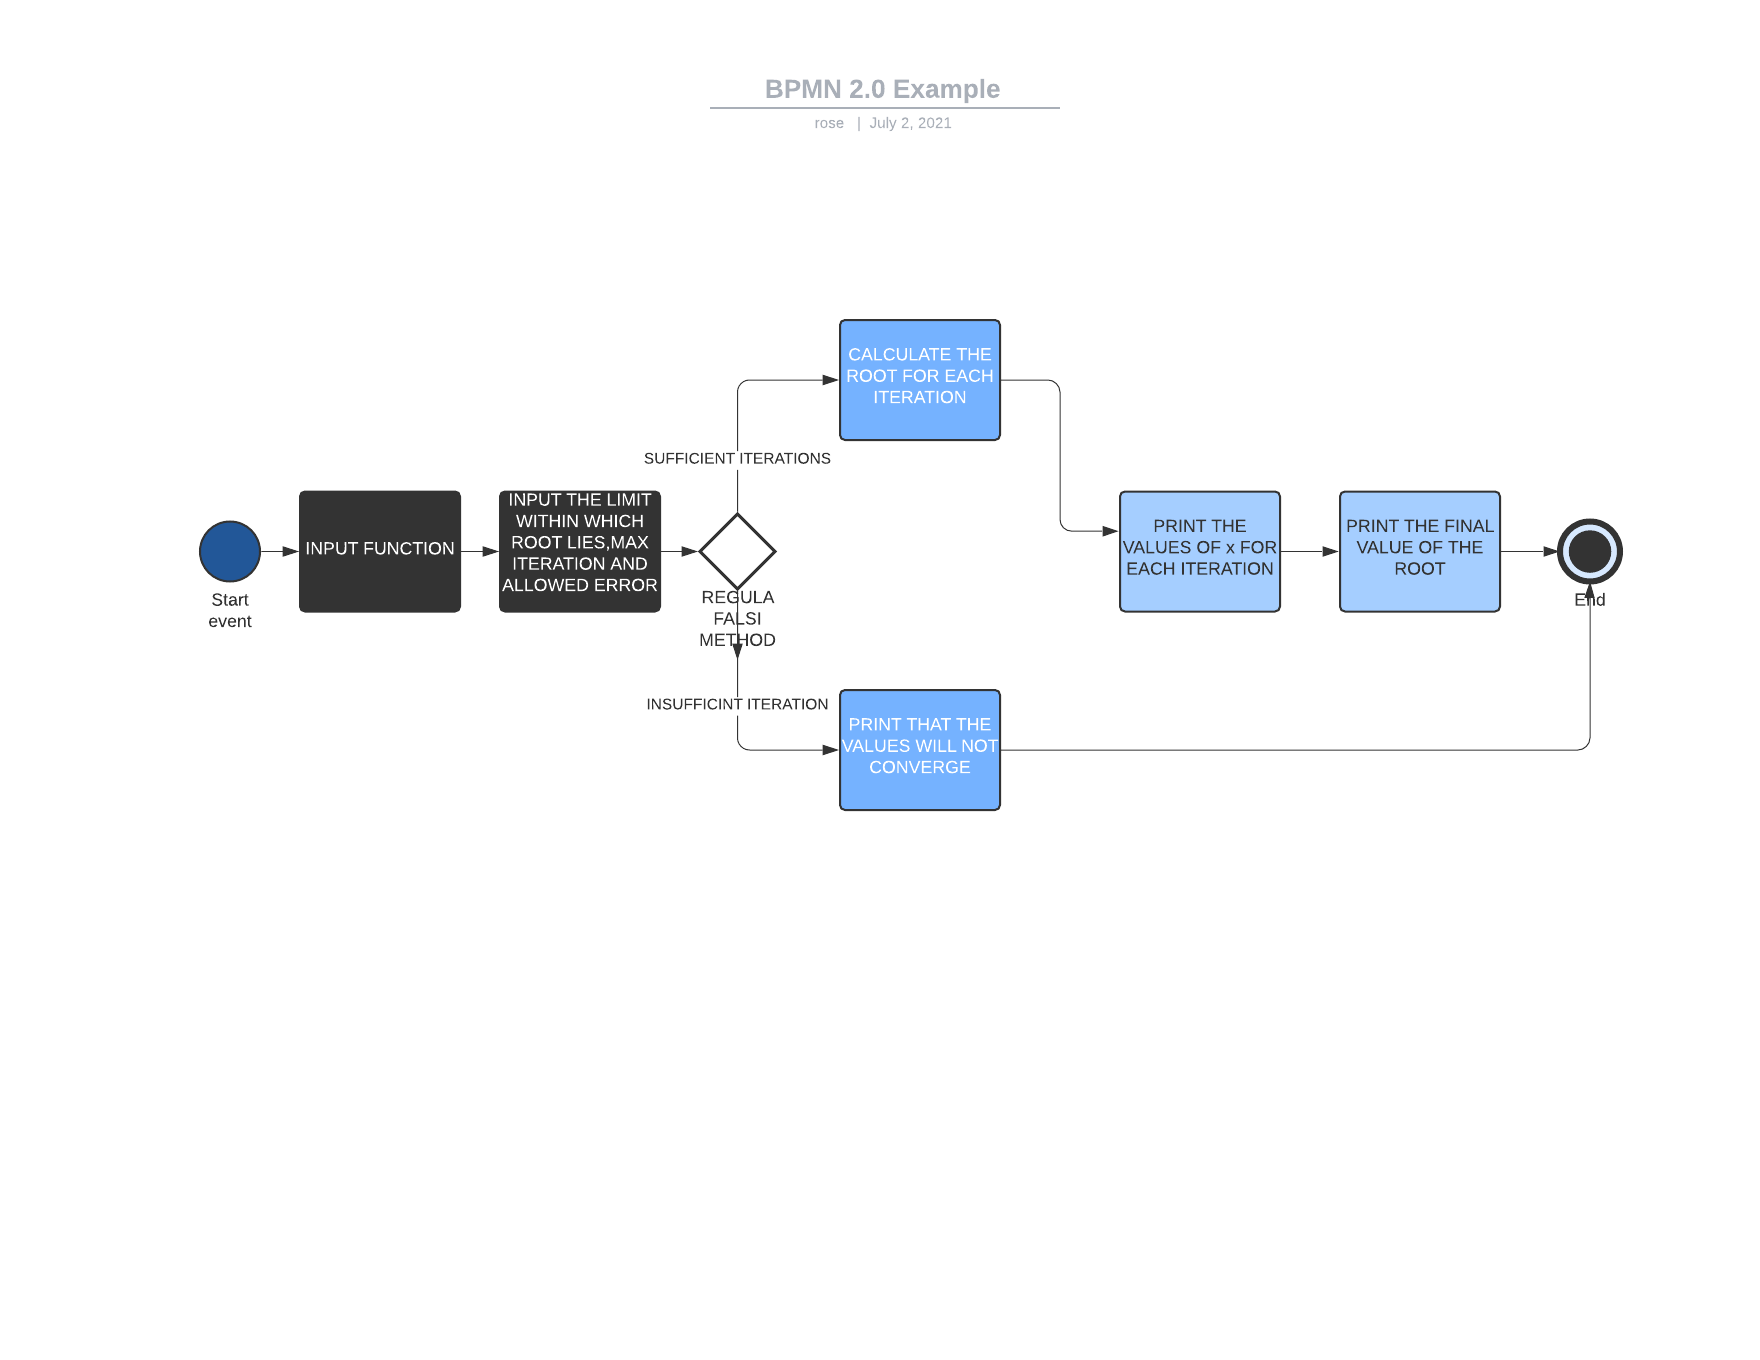 BPMN 2.0 Example
rose | July 2, 2021
CALCULATE THE
ROOT FOR EACH
ITERATION
SUFFICIENT ITERATIONS
Start
event
INPUT FUNCTION
INPUT THE LIMIT
WITHIN WHICH
ROOT LIES,MAX
ITERATION AND
ALLOWED ERROR
REGULA
FALSI
METHOD
PRINT THE
VALUES OF x FOR
EACH ITERATION
PRINT THE FINAL
VALUE OF THE
ROOT
End
INSUFFICINT ITERATION
PRINT THAT THE
VALUES WILL NOT
CONVERGE